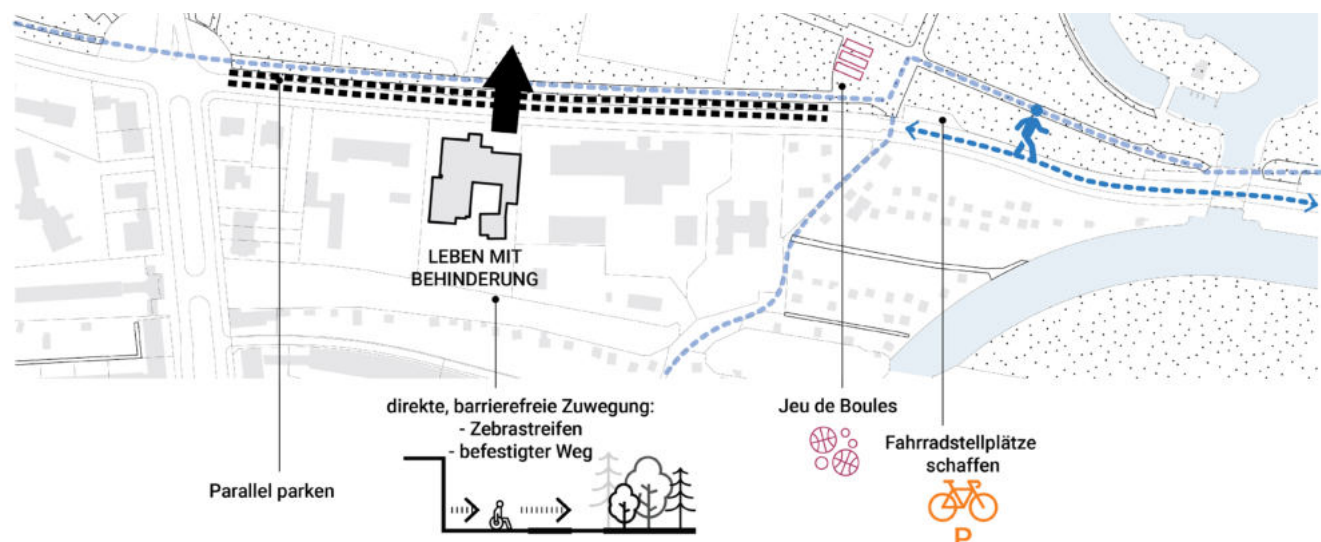 LEBEN MIT
BEHINDERUNG
direkte, barrierefreie Zuwegung:
- Zebrastreifen
- befestigter Weg
Parallel parken
Jeu de Boules
Fahrradstellplätze
schaffen
P